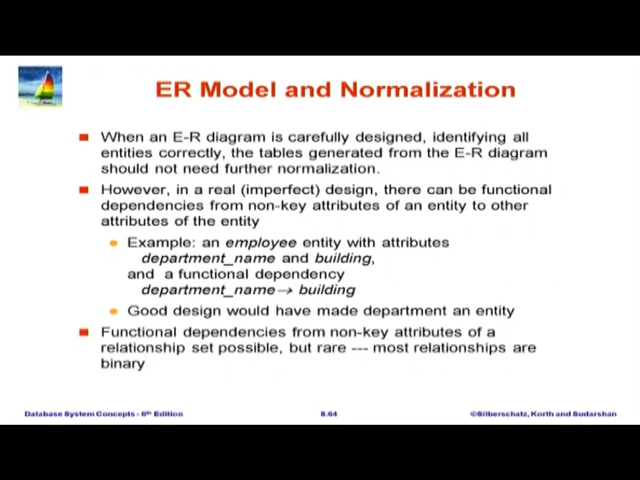 ER Model and Normalization
When an E-R diagram is carefully designed, identifying all
entities correctly, the tables generated from the E-R diagram
should not need further normalization.
However, in a real (imperfect) design, there can be functional
dependencies from non-key attributes of an entity to other
attributes of the entity
Example: an employee entity with attributes
department_name and building,
and a functional dependency
department_name→ building
Good design would have made department an entity
Functional dependencies from non-key attributes of a
relationship set possible, but rare --- most relationships are
binary
Database System Concepts - 6th Edition
8.64
©Silberschatz, Korth and Sudarshan